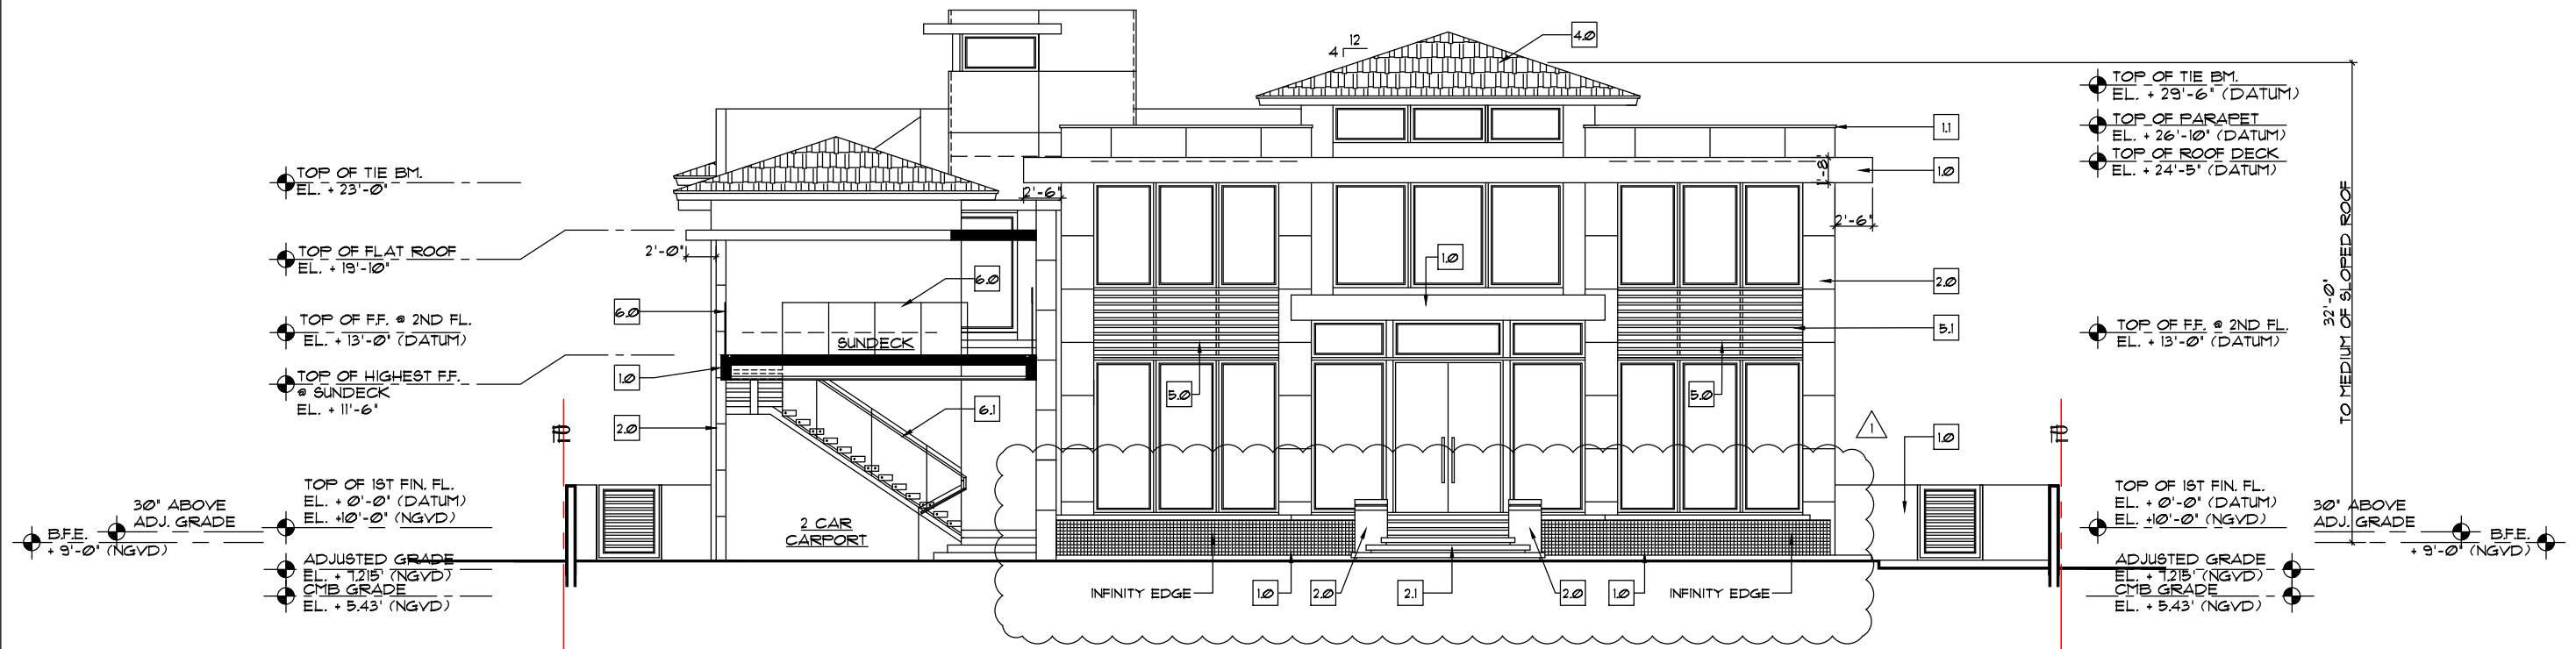 12
4
4.0
TOP OF TIE BM.
EL. + 29'-6" (DATUM)
TOP OF PARAPET
EL. + 26'-10" (DATUM)
TOP OF ROOF DECK
EL. + 24'-5" (DATUM)
1.1
1.0
1'-8"
TOP OF TIE BM.
EL. + 23'-0"
2'-6"
2'-6"
TOP OF FLAT ROOF
EL. + 19'-10"
2'-0"
1.0
6.0
2.0
32'-0"
TO MEDIUM OF SLOPED ROOF
6.0
TOP OF F.F. @ 2ND FL.
EL. + 13'-0" (DATUM)
SUNDECK
5.1
TOP OF F.F. @ 2ND FL.
EL. + 13'-0" (DATUM)
TOP OF HIGHEST F.F.
@ SUNDECK
EL. + 11'-6"
1.0
5.0
5.0
6.1
2.0
1
1.0
30" ABOVE
ADJ. GRADE
B.F.E.
+ 9'-0" (NGVD)
TOP OF 1ST FIN. FL.
EL. + 0'-0" (DATUM)
EL. +10'-0" (NGVD)
2 CAR
CARPORT
TOP OF 1ST FIN. FL.
EL. + 0'-0" (DATUM)
EL. +10'-0" (NGVD)
30" ABOVE
ADJ. GRADE
B.F.E.
+ 9'-0" (NGVD)
ADJUSTED GRADE
EL. + 7.215' (NGVD)
CMB GRADE
EL. + 5.43' (NGVD)
INFINITY EDGE
1.0
2.0
2.1
2.0
1.0
INFINITY EDGE
ADJUSTED GRADE
EL. + 7.215' (NGVD)
CMB GRADE
EL. + 5.43' (NGVD)